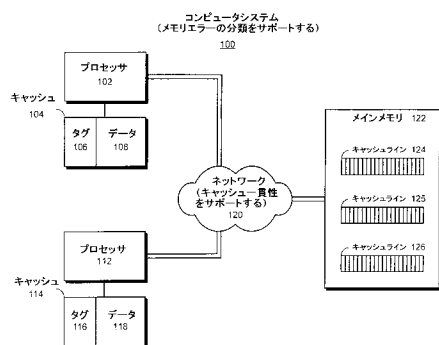 コンピュータシステム
(メモリエラーの分類をサポートする)
100
プロセッサ
102
キャッシュ
104
タグ
106
データ
108
ネットワーク
(キャッシュ一貫性
をサポートする)
120
メインメモリ 122
キャッシュライン 124
キャッシュライン 125
キャッシュライン 126
プロセッサ
112
キャッシュ
114
タグ
116
データ
118